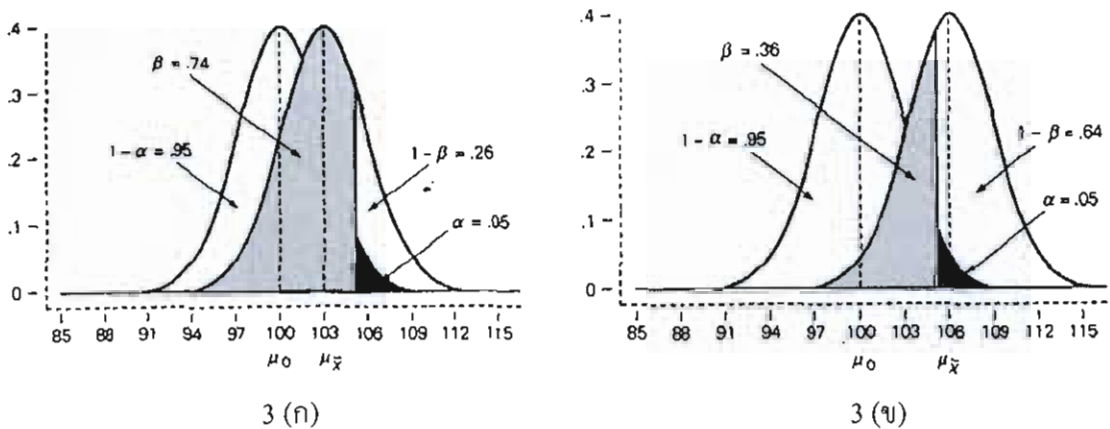 .4
β = .74
.3
1 – α = .95
.2
1 – β = .26
α = .05
.1
0
85 88 91 94 97 100 103 106 109 112 115
μ₀ μx̄
3 (ก)
.4
β = .36
.3
1 – α = .95
1 – β = .64
.2
α = .05
.1
0
85 88 91 94 97 100 103 106 109 112 115
μ₀ μx̄
3 (ข)